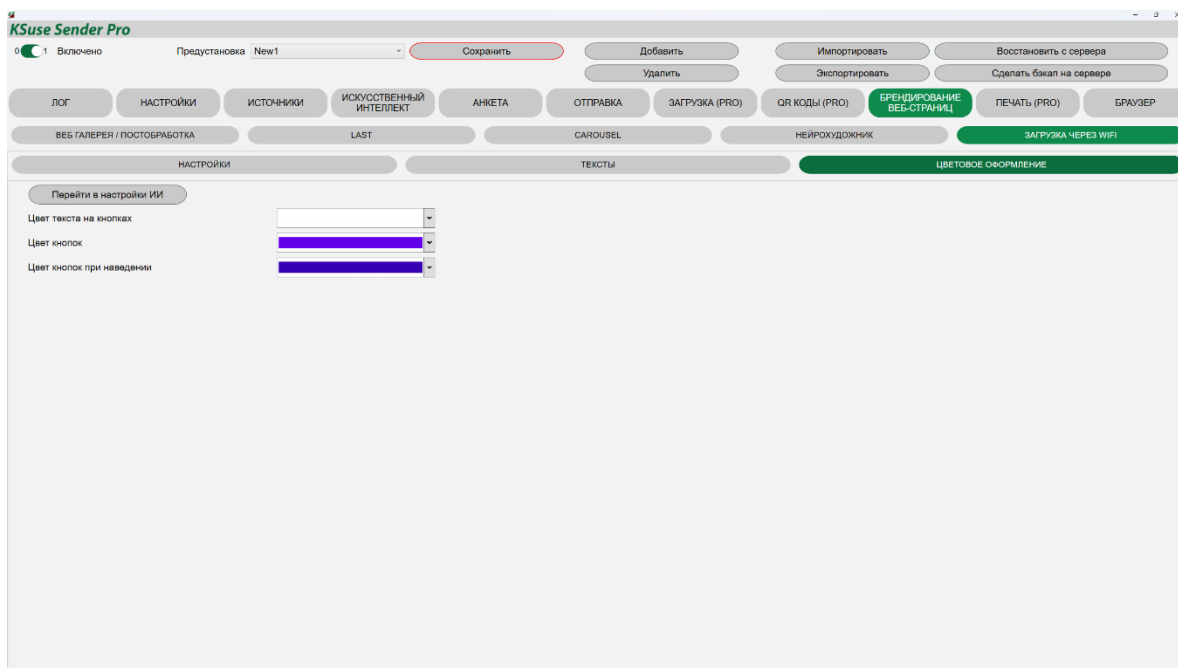 KSuse Sender Pro
0 1 Включено Предустановка New1 Сохранить Добавить Импортировать Восстановить с сервера
Удалить Экспортировать Сделать бэкап на сервере
ЛОГ НАСТРОЙКИ ИСТОЧНИКИ ИСКУССТВЕННЫЙ ИНТЕЛЛЕКТ АНКЕТА ОТПРАВКА ЗАГРУЗКА (PRO) QR КОДЫ (PRO) БРЕНДИРОВАНИЕ ВЕБ-СТРАНИЦ ПЕЧАТЬ (PRO) БРАУЗЕР
ВЕБ ГАЛЕРЕЯ / ПОСТОБРАБОТКА LAST CAROUSEL НЕЙРОХУДОЖНИК ЗАГРУЗКА ЧЕРЕЗ WIFI
НАСТРОЙКИ ТЕКСТЫ ЦВЕТОВОЕ ОФОРМЛЕНИЕ
Перейти в настройки ИИ
Цвет текста на кнопках
Цвет кнопок
Цвет кнопок при наведении